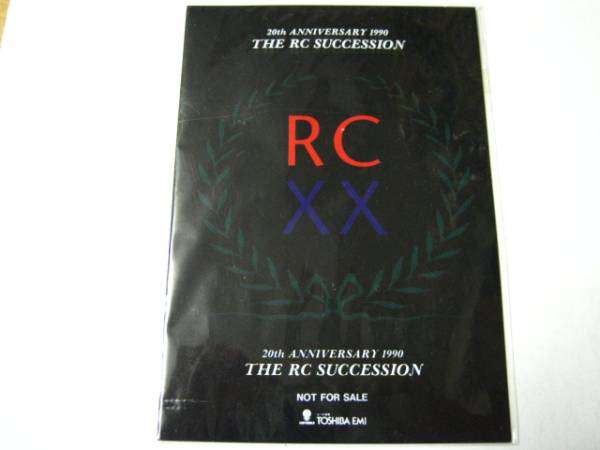 20th ANNIVERSARY 1990
THE RC SUCCESSION
RC
XX
20th ANNIVERSARY 1990
THE RC SUCCESSION
NOT FOR SALE
TOSHIBA EMI